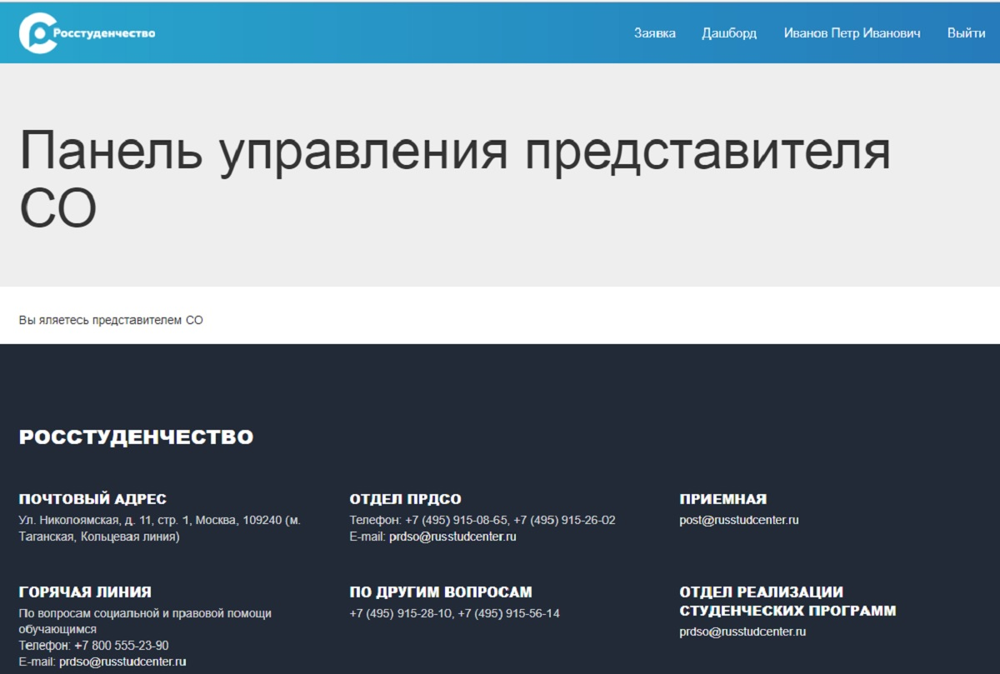 Росстуденчество
Заявка Дашборд Иванов Петр Иванович Выйти
Панель управления представителя
СО
Вы яляетесь представителем СО
РОССТУДЕНЧЕСТВО
ПОЧТОВЫЙ АДРЕС
Ул. Николоямская, д. 11, стр. 1, Москва, 109240 (м.
Таганская, Кольцевая линия)
ОТДЕЛ ПРДСО
Телефон: +7 (495) 915-08-65, +7 (495) 915-26-02
E-mail: prdso@russtudcenter.ru
ПРИЕМНАЯ
post@russtudcenter.ru
ГОРЯЧАЯ ЛИНИЯ
По вопросам социальной и правовой помощи
обучающимся
Телефон: +7 800 555-23-90
E-mail: prdso@russtudcenter.ru
ПО ДРУГИМ ВОПРОСАМ
+7 (495) 915-28-10, +7 (495) 915-56-14
ОТДЕЛ РЕАЛИЗАЦИИ
СТУДЕНЧЕСКИХ ПРОГРАММ
prdso@russtudcenter.ru